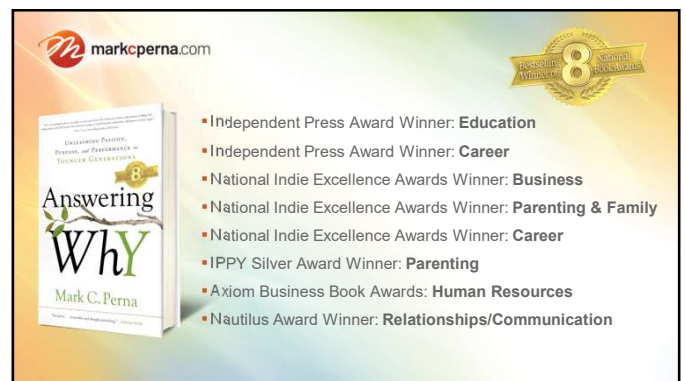 markcperna.com
Bestselling Winner of 8 National Book Awards
▪Independent Press Award Winner: Education
▪Independent Press Award Winner: Career
▪National Indie Excellence Awards Winner: Business
▪National Indie Excellence Awards Winner: Parenting & Family
▪National Indie Excellence Awards Winner: Career
▪IPPY Silver Award Winner: Parenting
▪Axiom Business Book Awards: Human Resources
▪Nautilus Award Winner: Relationships/Communication
Unleashing Passion,
Purpose, and Performance in
Younger Generations
8
Answering
WhY
Mark C. Perna